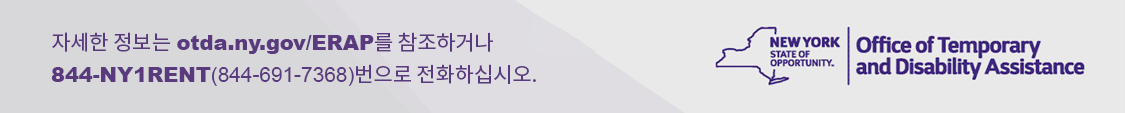 자세한 정보는 otda.ny.gov/ERAP를 참조하거나
844-NY1RENT(844-691-7368)번으로 전화하십시오.
NEW YORK
STATE OF
OPPORTUNITY.
Office of Temporary
and Disability Assistance